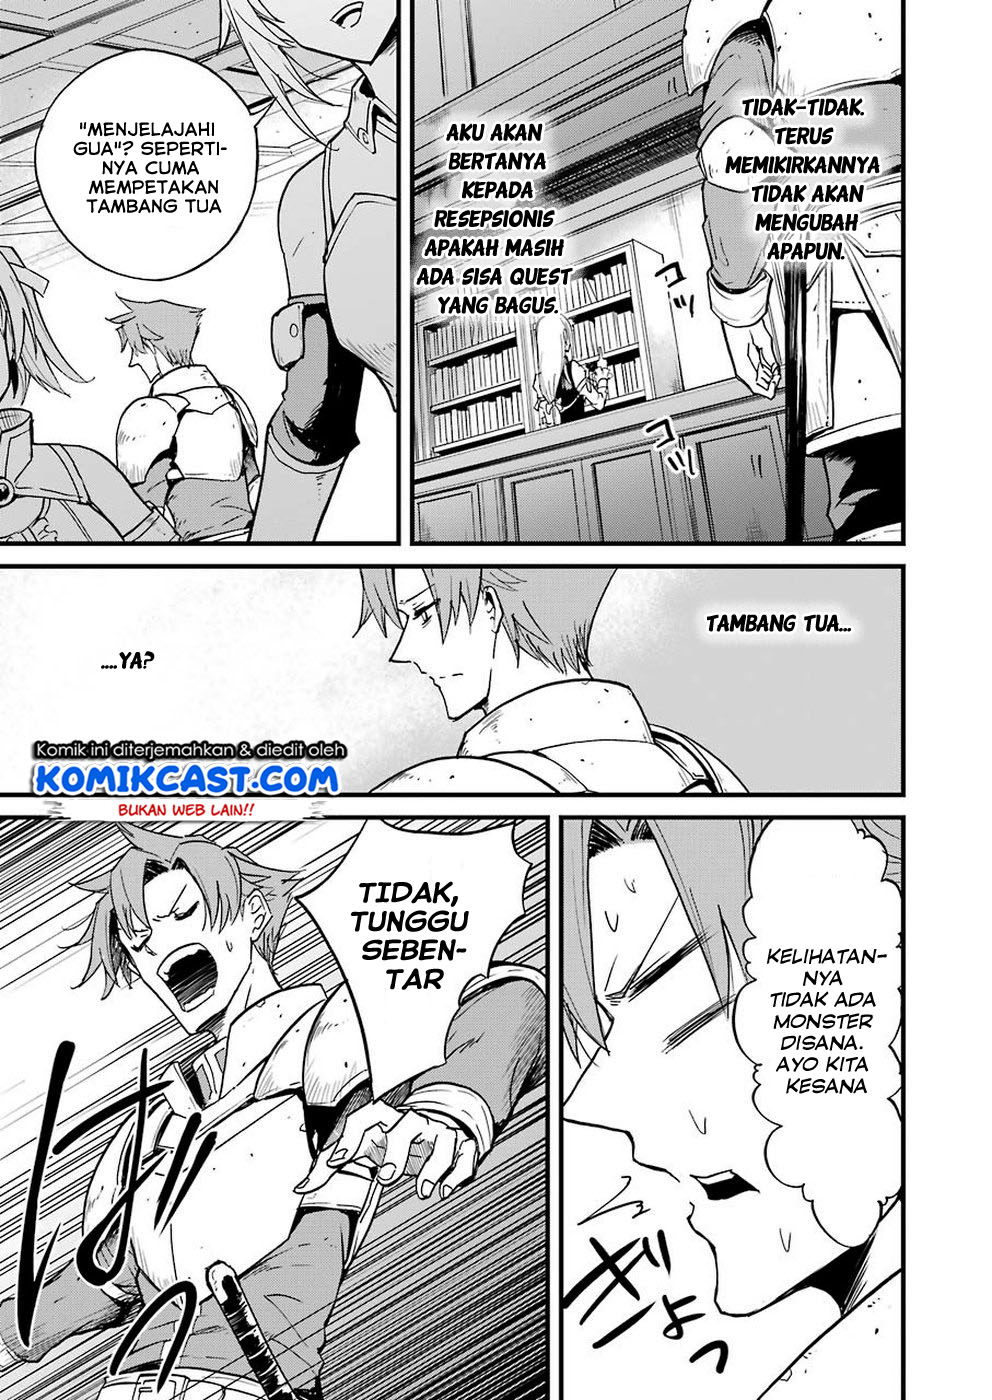 TIDAK-TIDAK.
TERUS
MEMIKIRKANNYA
TIDAK AKAN
MENGUBAH
APAPUN.
AKU AKAN
BERTANYA
KEPADA
RESEPSIONIS
APAKAH MASIH
ADA SISA QUEST
YANG BAGUS.
コッ
コッ
"MENJELAJAHI
GUA"? SEPERTI-
NYA CUMA
MEMPETAKAN
TAMBANG TUA
TAMBANG TUA...
....YA?
Komik ini diterjemahkan & diedit oleh
KOMIKCAST.COM
BUKAN WEB LAIN!!
KELIHATAN-
NYA
TIDAK ADA
MONSTER
DISANA.
AYO KITA
KESANA
ギョ
TIDAK,
TUNGGU
SEBEN-
TAR